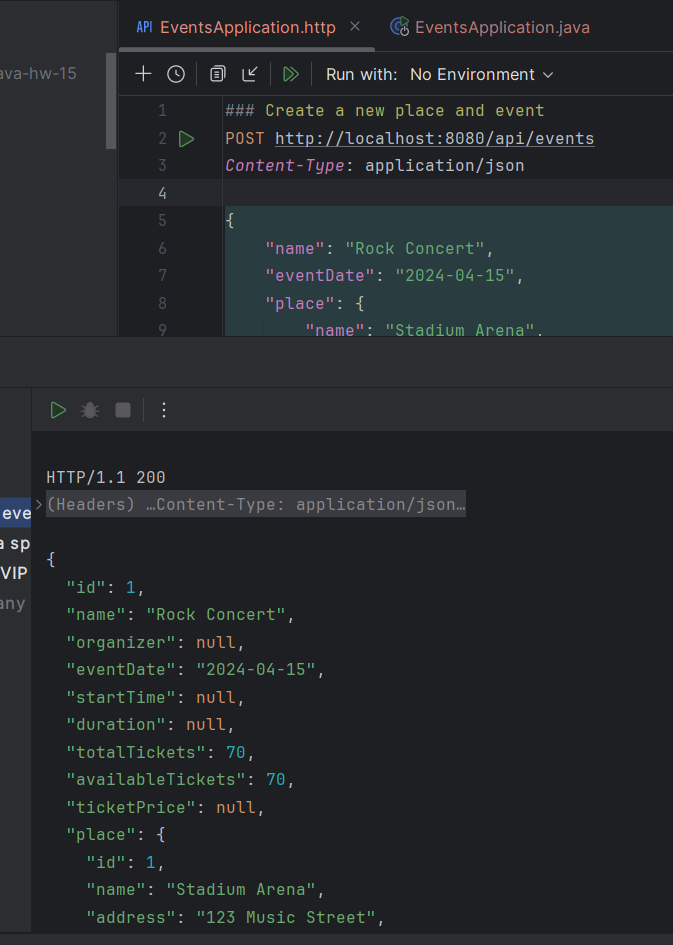 API EventsApplication.http
EventsApplication.java
ava-hw-15
Run with: No Environment
1 ### Create a new place and event
2 POST http://localhost:8080/api/events
3 Content-Type: application/json
4
5 {
6 "name": "Rock Concert",
7 "eventDate": "2024-04-15",
8 "place": {
9 "name": "Stadium Arena",
HTTP/1.1 200
eve
(Headers) …Content-Type: application/json…
a sp
VIP
any
{
"id": 1,
"name": "Rock Concert",
"organizer": null,
"eventDate": "2024-04-15",
"startTime": null,
"duration": null,
"totalTickets": 70,
"availableTickets": 70,
"ticketPrice": null,
"place": {
"id": 1,
"name": "Stadium Arena",
"address": "123 Music Street",